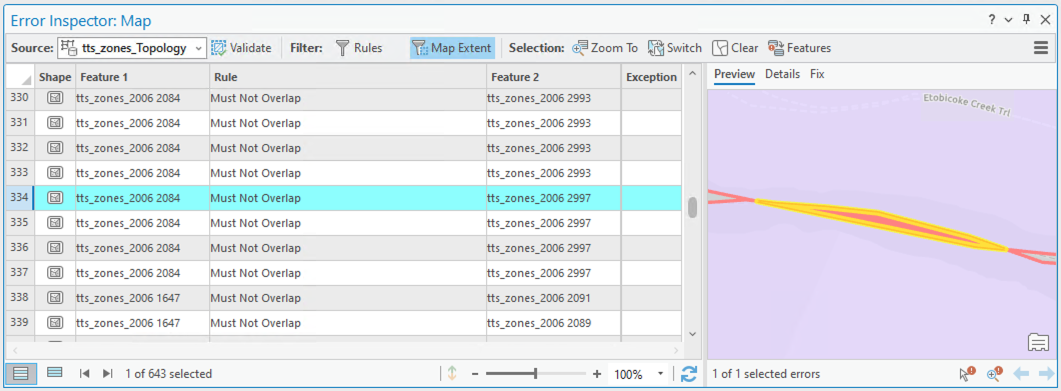 Error Inspector: Map
?
Source: tts_zones_Topology Validate Filter: Rules Map Extent Selection: Zoom To Switch Clear Features
Shape Feature 1 Rule Feature 2 Exception
330 tts_zones_2006 2084 Must Not Overlap tts_zones_2006 2993
331 tts_zones_2006 2084 Must Not Overlap tts_zones_2006 2993
332 tts_zones_2006 2084 Must Not Overlap tts_zones_2006 2993
333 tts_zones_2006 2084 Must Not Overlap tts_zones_2006 2993
334 tts_zones_2006 2084 Must Not Overlap tts_zones_2006 2997
335 tts_zones_2006 2084 Must Not Overlap tts_zones_2006 2997
336 tts_zones_2006 2084 Must Not Overlap tts_zones_2006 2997
337 tts_zones_2006 2084 Must Not Overlap tts_zones_2006 2997
338 tts_zones_2006 1647 Must Not Overlap tts_zones_2006 2091
339 tts_zones_2006 1647 Must Not Overlap tts_zones_2006 2089
1 of 643 selected 100%
Preview Details Fix
Etobicoke Creek Trl
1 of 1 selected errors